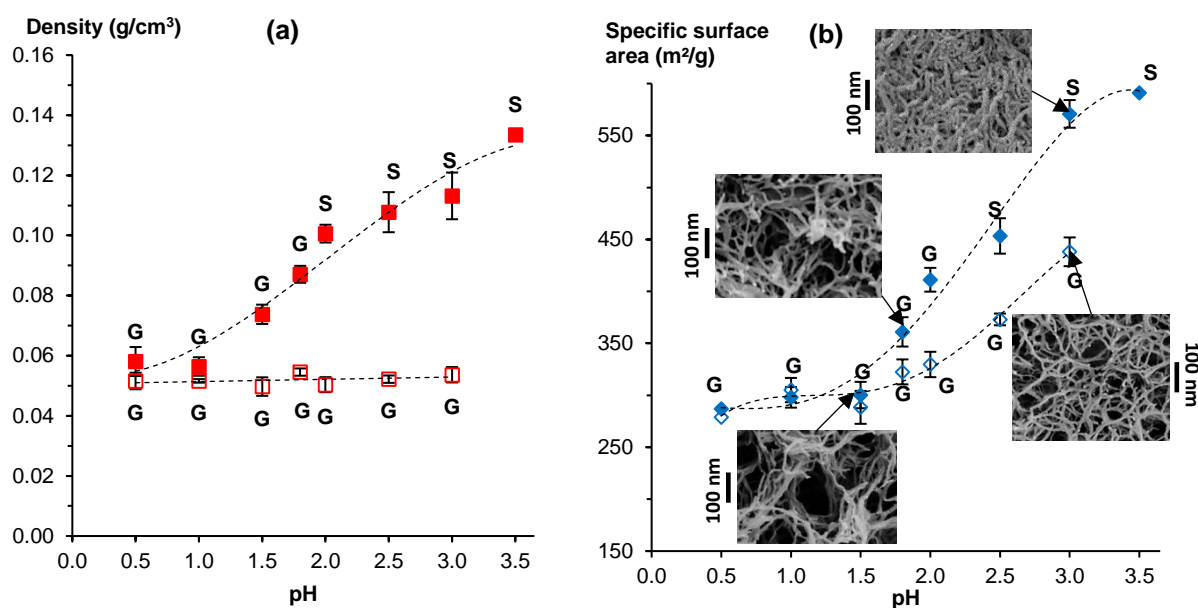 Density (g/cm³)
(a)
0.16
0.14
0.12
0.10
0.08
0.06
0.04
0.02
0.00
0.0 0.5 1.0 1.5 2.0 2.5 3.0 3.5
pH
G G G G S S S S
G G G G G G G
Specific surface
area (m²/g)
(b)
550
450
350
250
150
0.0 0.5 1.0 1.5 2.0 2.5 3.0 3.5
pH
G G G G G S S S
G G G G
100 nm
100 nm
100 nm
100 nm